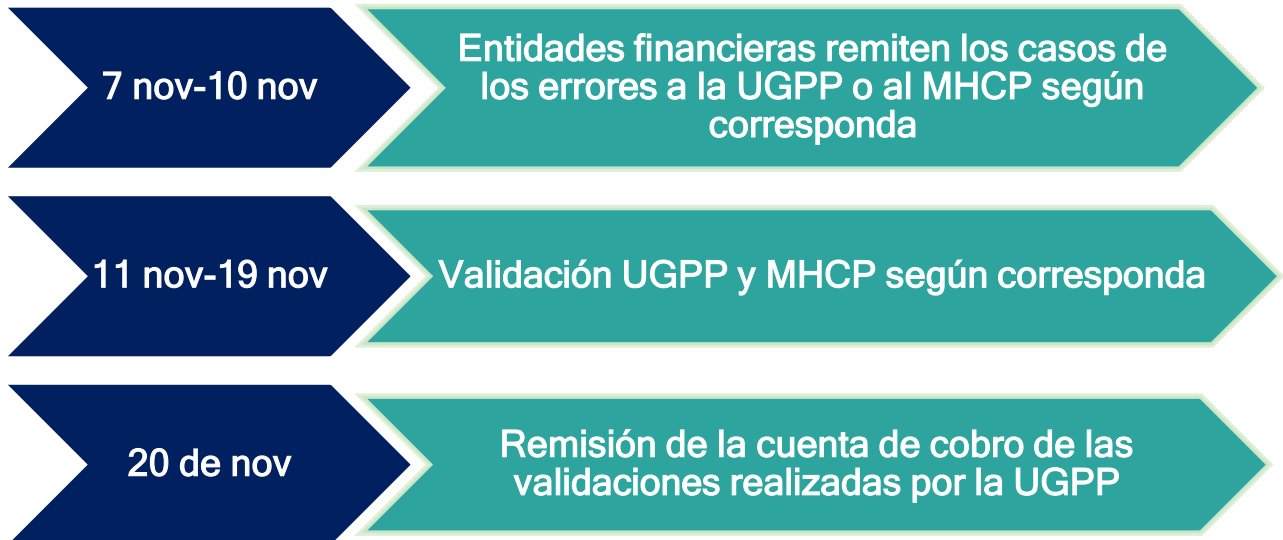 7 nov-10 nov
Entidades financieras remiten los casos de
los errores a la UGPP o al MHCP según
corresponda
11 nov-19 nov
Validación UGPP y MHCP según corresponda
20 de nov
Remisión de la cuenta de cobro de las
validaciones realizadas por la UGPP